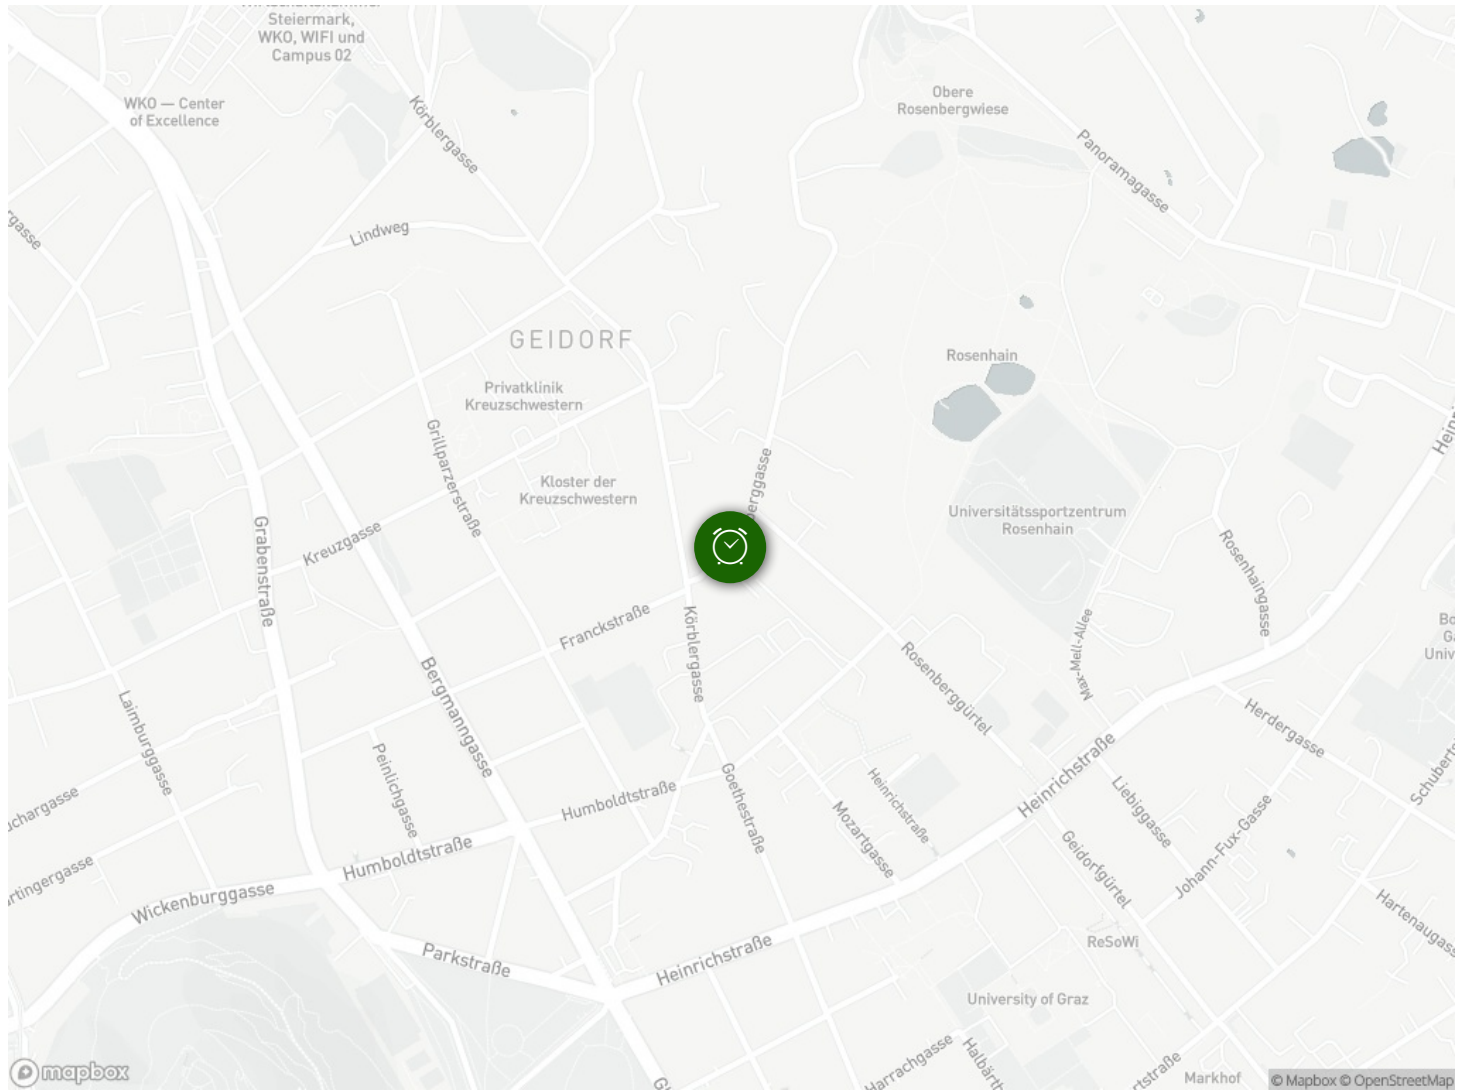 Steiermark,
WKO, WIFI und
Campus 02
WKO — Center
of Excellence
Körblergasse
Obere
Rosenbergwiese
Panoramagasse
Lindweg
GEIDORF
Privatklinik
Kreuzschwestern
Rosenhain
Grillparzerstraße
Kloster der
Kreuzschwestern
Universitätssportzentrum
Rosenhain
Grabenstraße
Kreuzgasse
Rosenhaingasse
Franckstraße
Körblergasse
Max-Mell-Allee
Rosenberggürtel
Bergmanngasse
Laimburggasse
Herdergasse
Peinlichgasse
Goethestraße
Heinrichstraße
Heinrichstraße
Liebiggasse
Humboldtstraße
Mozartgasse
Johann-Fux-Gasse
Geidorfgürtel
Humboldtstraße
Wickenburggasse
Parkstraße
Heinrichstraße
ReSoWi
University of Graz
Markhof
mapbox
© Mapbox © OpenStreetMap